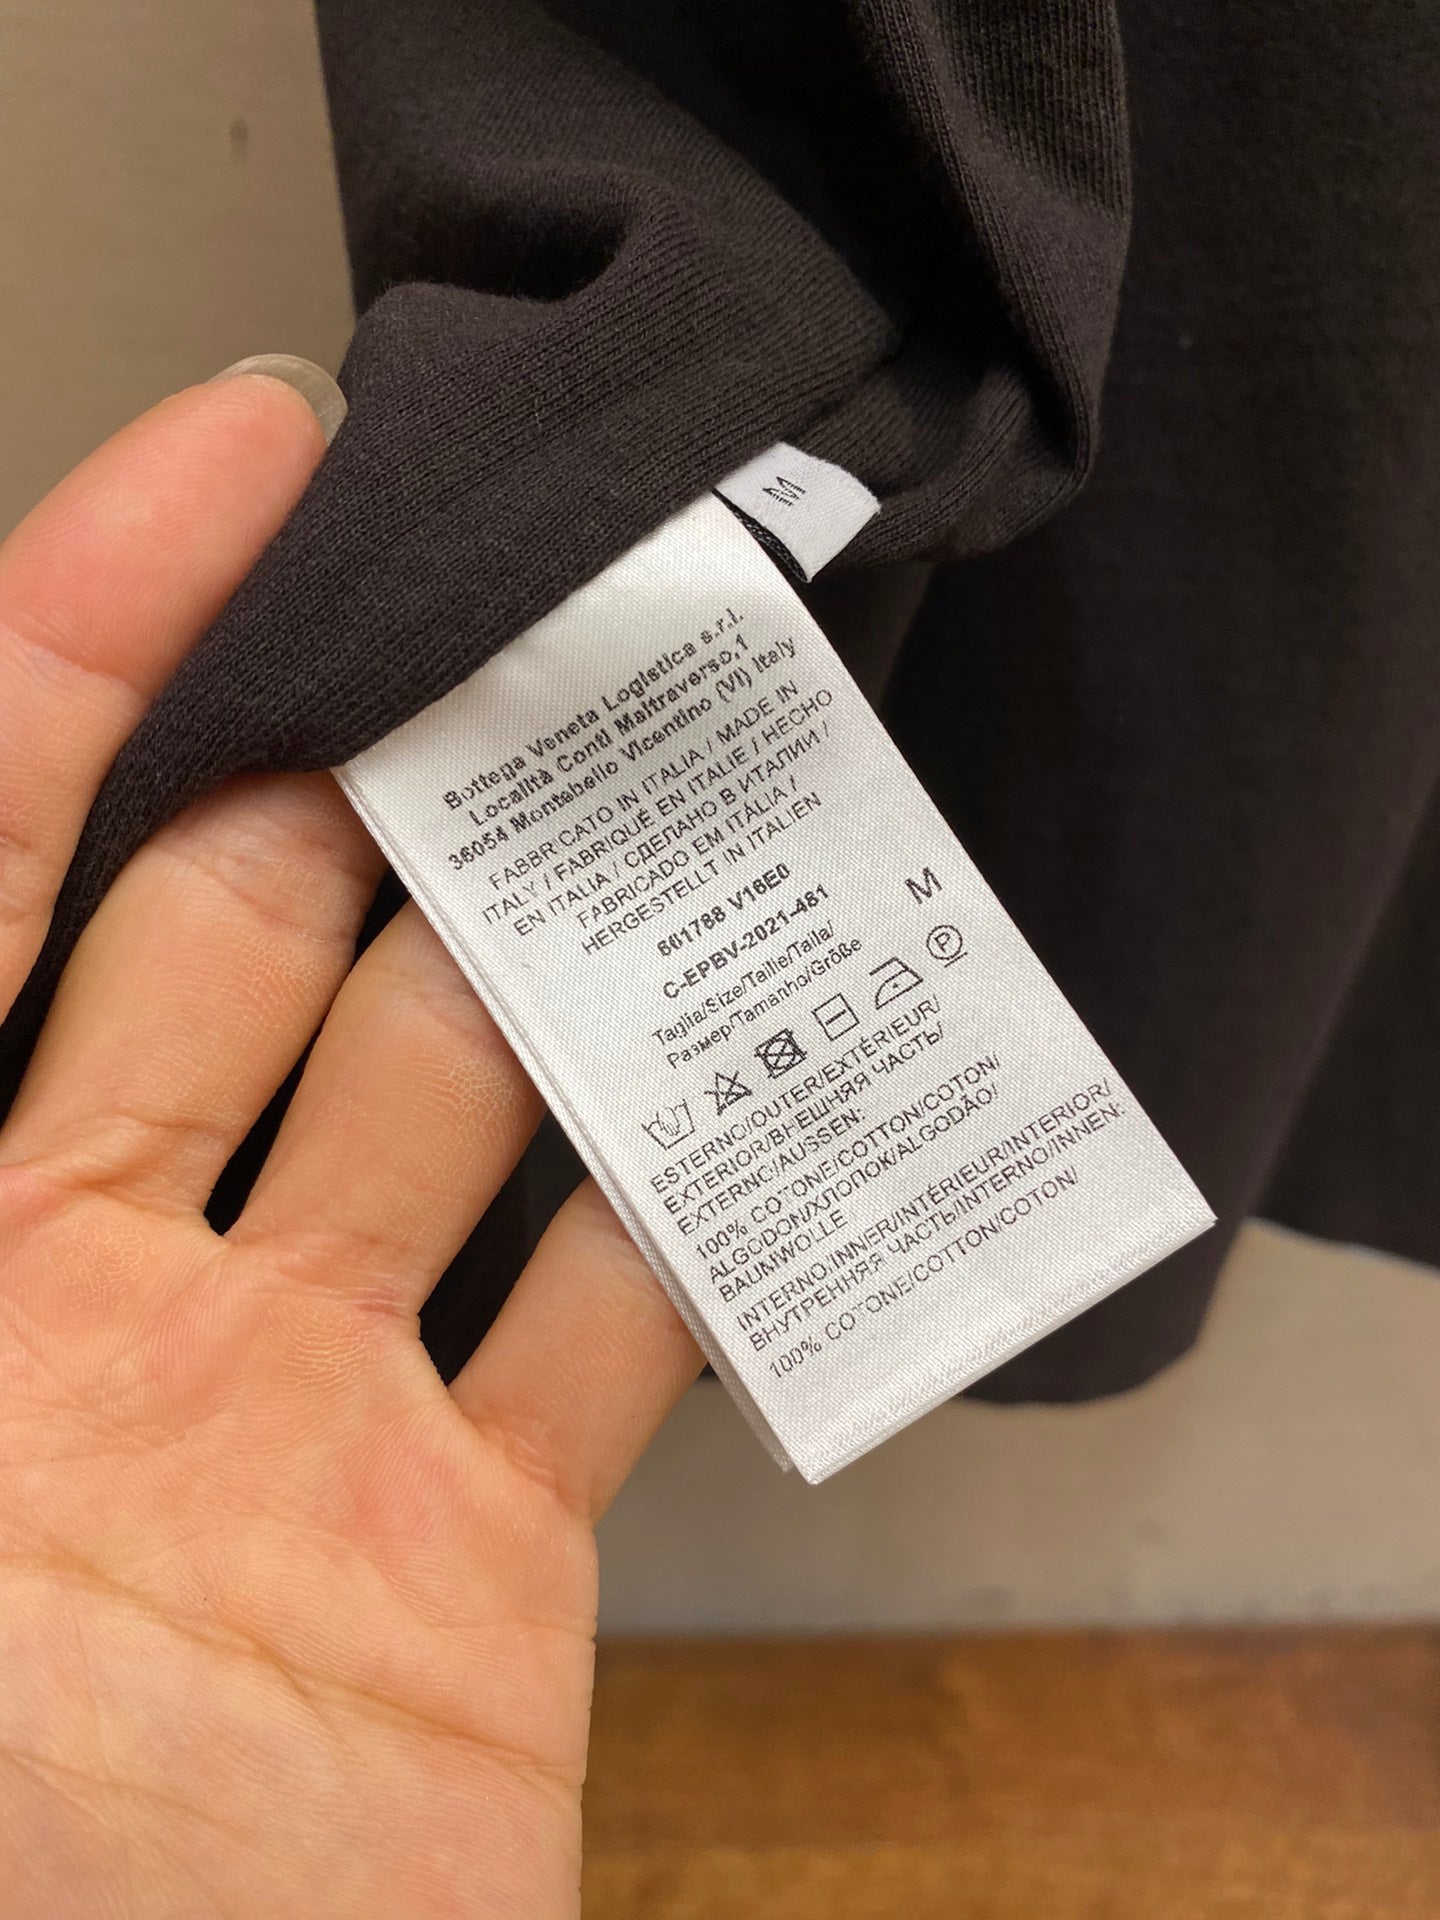 M
Bottega Veneta Logistica s.r.l.
Località Conti Maltraverso,1
36054 Montebello Vicentino (VI) Italy
FABBRICATO IN ITALIA / MADE IN
ITALY / FABRIQUÉ EN ITALIE / HECHO
EN ITALIA / СДЕЛАНО В ИТАЛИИ /
FABRICADO EM ITÁLIA /
HERGESTELLT IN ITALIEN
661788 V16E0
C-EPBV-2021-481
Taglia/Size/Taille/Talla/
Размер/Tamanho/Größe
M
P
ESTERNO/OUTER/EXTÉRIEUR/
EXTERIOR/ВНЕШНЯЯ ЧАСТЬ/
EXTERNO/AUSSEN:
100% COTONE/COTTON/COTON/
ALGODON/ХЛОПОК/ALGODÃO/
BAUMWOLLE
INTERNO/INNER/INTÉRIEUR/INTERIOR/
ВНУТРЕННЯЯ ЧАСТЬ/INTERNO/INNEN:
100% COTONE/COTTON/COTON/